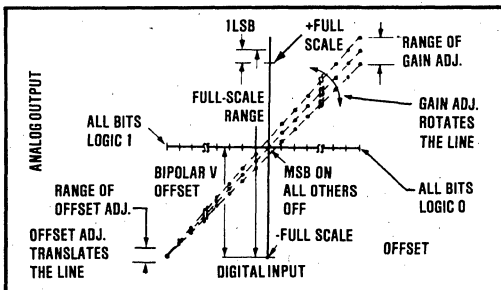 1LSB
+FULL
SCALE
RANGE OF
GAIN ADJ.
ANALOG OUTPUT
FULL-SCALE
RANGE
GAIN ADJ.
ROTATES
THE LINE
ALL BITS
LOGIC 1
BIPOLAR V
OFFSET
MSB ON
ALL OTHERS
OFF
ALL BITS
LOGIC 0
RANGE OF
OFFSET ADJ.
OFFSET ADJ.
TRANSLATES
THE LINE
-FULL SCALE
OFFSET
DIGITAL INPUT